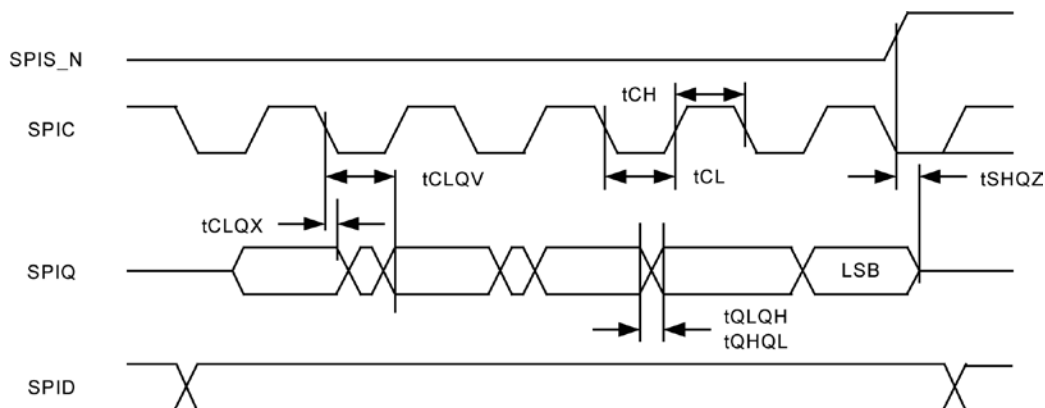 SPIS_N
tCH
SPIC
tCLQV
tCL
tSHQZ
tCLQX
SPIQ
LSB
tQLQH
tQHQL
SPID